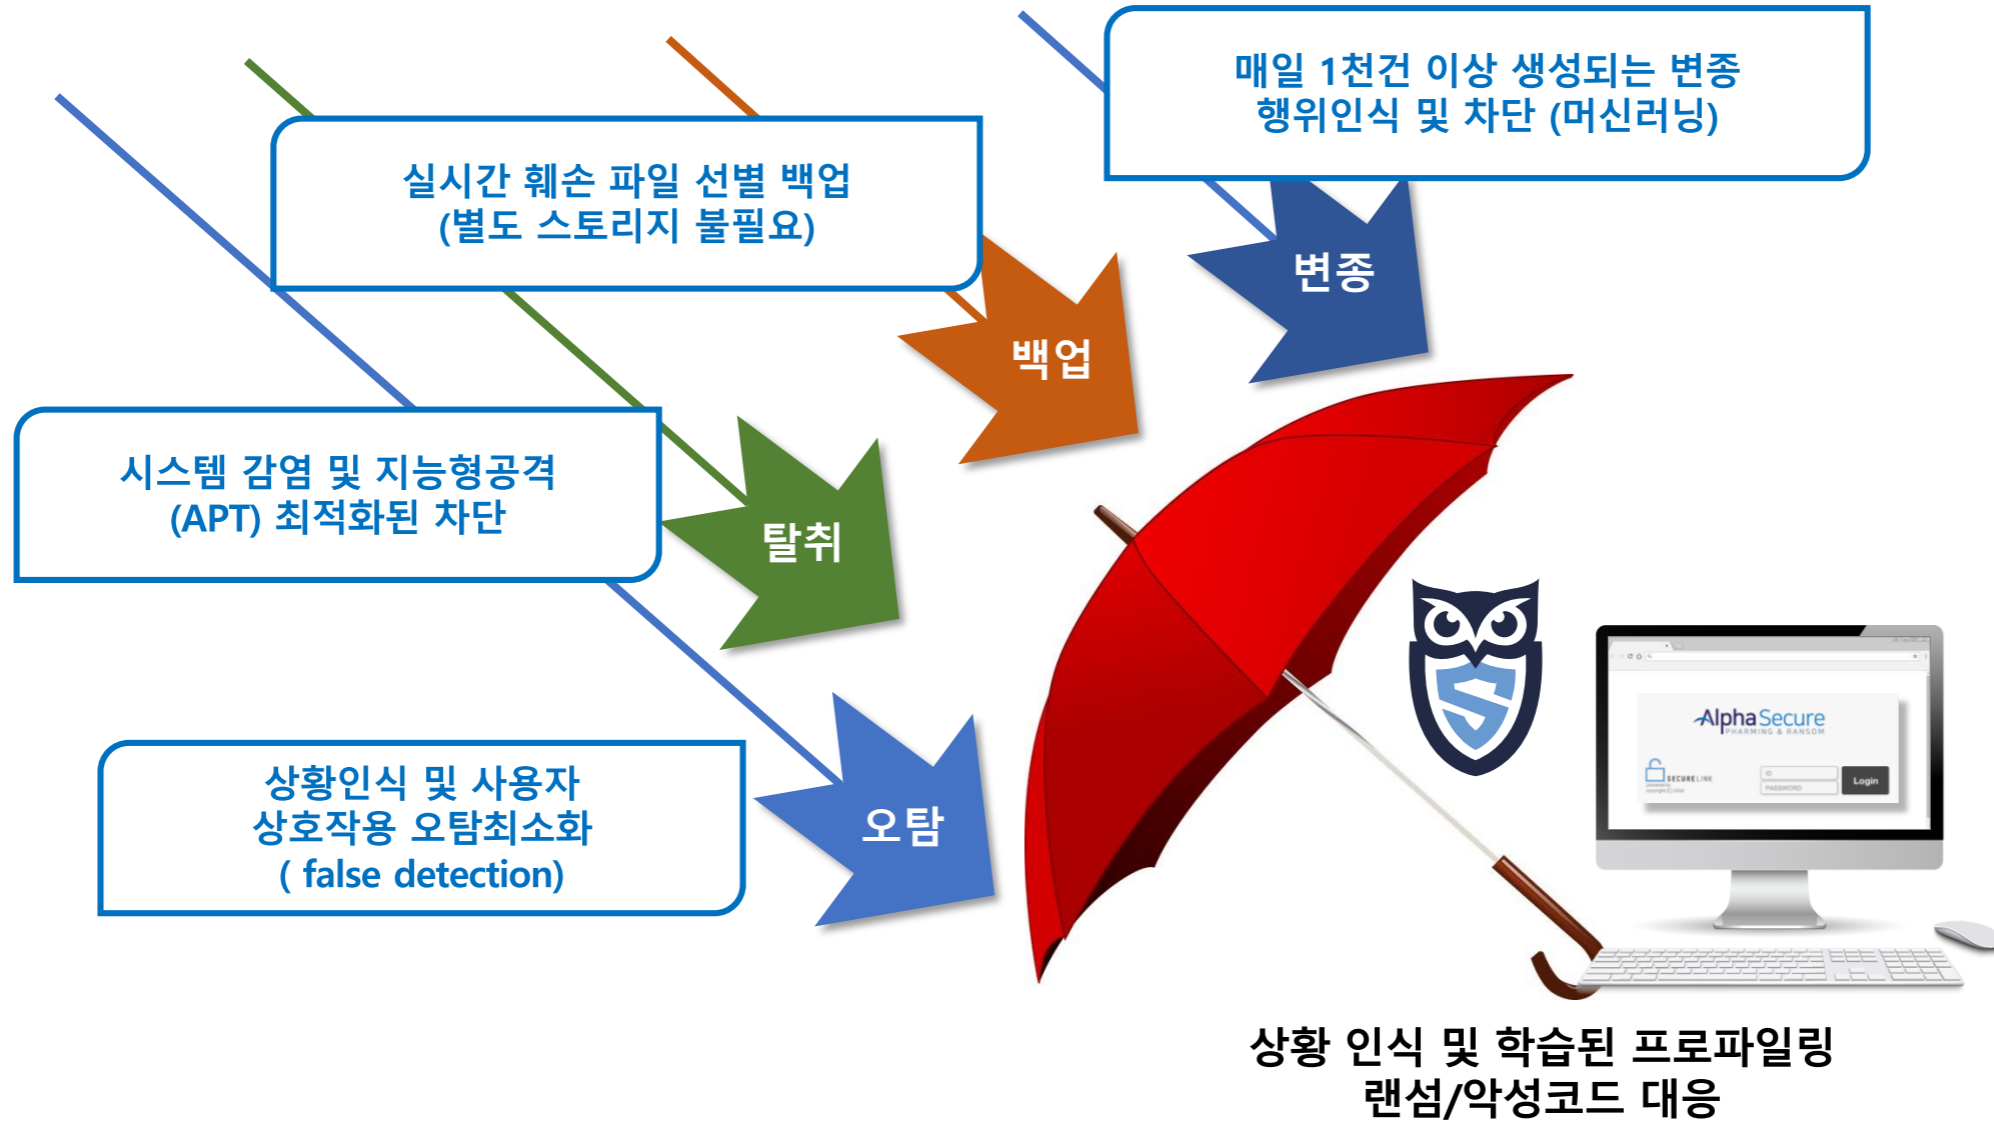 매일 1천건 이상 생성되는 변종
행위인식 및 차단 (머신러닝)
실시간 훼손 파일 선별 백업
(별도 스토리지 불필요)
변종
백업
시스템 감염 및 지능형공격
(APT) 최적화된 차단
탈취
상황인식 및 사용자
상호작용 오탐최소화
( false detection)
오탐
AlphaSecure
PHARMING & RANSOM
SECURELINK
ID
PASSWORD
Login
상황 인식 및 학습된 프로파일링
랜섬/악성코드 대응